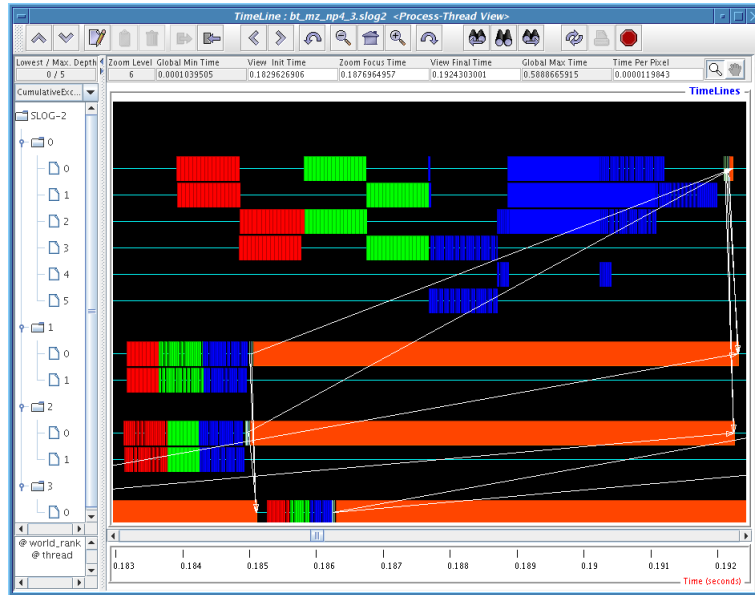 TimeLine : bt_mz_np4_3.slog2 <Process-Thread View>
Lowest / Max. Depth
0 / 5
Zoom Level
6
Global Min Time
0.0001039505
View Init Time
0.1829626906
Zoom Focus Time
0.1876964957
View Final Time
0.1924303001
Global Max Time
0.5888665915
Time Per Pixel
0.0000119843
CumulativeExc...
TimeLines
SLOG-2
0
0
1
2
3
4
5
1
0
1
2
0
1
3
0
@ world_rank
@ thread
0.183 0.184 0.185 0.186 0.187 0.188 0.189 0.19 0.191 0.192
Time (seconds)